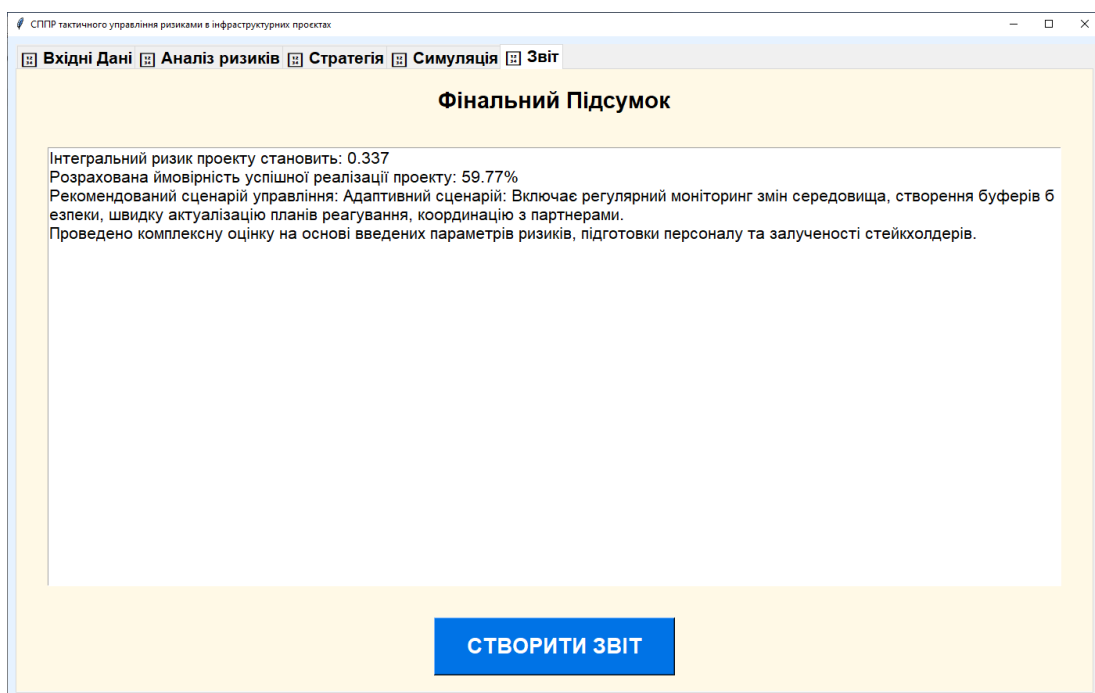 СППР тактичного управління ризиками в інфраструктурних проєктах
Вхідні Дані Аналіз ризиків Стратегія Симуляція Звіт
Фінальний Підсумок
Інтегральний ризик проекту становить: 0.337
Розрахована ймовірність успішної реалізації проекту: 59.77%
Рекомендований сценарій управління: Адаптивний сценарій: Включає регулярний моніторинг змін середовища, створення буферів б
езпеки, швидку актуалізацію планів реагування, координацію з партнерами.
Проведено комплексну оцінку на основі введених параметрів ризиків, підготовки персоналу та залученості стейкхолдерів.
СТВОРИТИ ЗВІТ